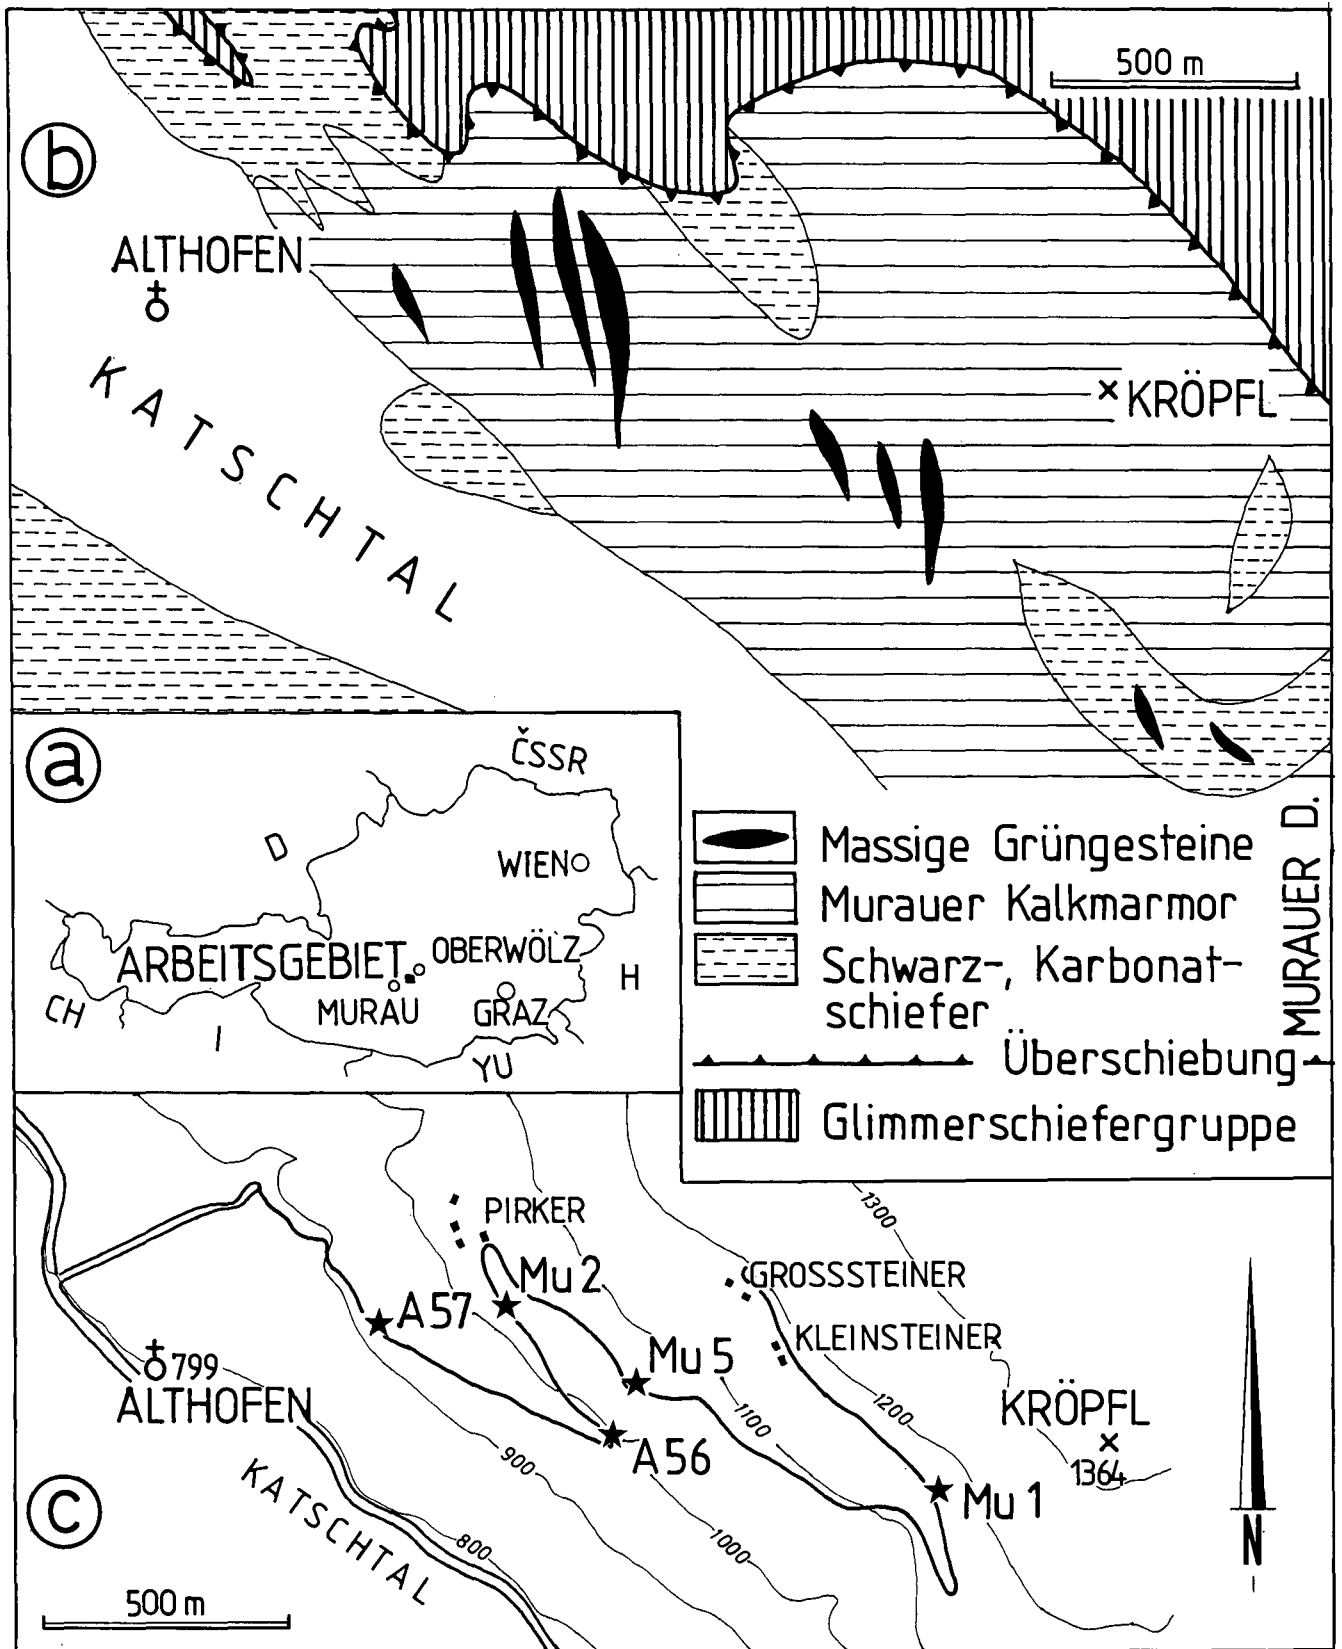 500 m
b
ALTHOFEN
KATSCHTAL
× KRÖPFL
a
ČSSR
D
WIEN
ARBEITSGEBIET
OBERWÖLZ
MURAU
GRAZ
H
CH
I
YU
Massige Grüngesteine
Murauer Kalkmarmor
Schwarz-, Karbonat-
schiefer
MURAUER D.
Überschiebung
Glimmerschiefergruppe
1300
PIRKER
Mu 2
GROSSSTEINER
A 57
KLEINSTEINER
799
Mu 5
ALTHOFEN
1200
KRÖPFL
×
1364
1100
A 56
900
Mu 1
c
KATSCHTAL
800
1000
N
500 m